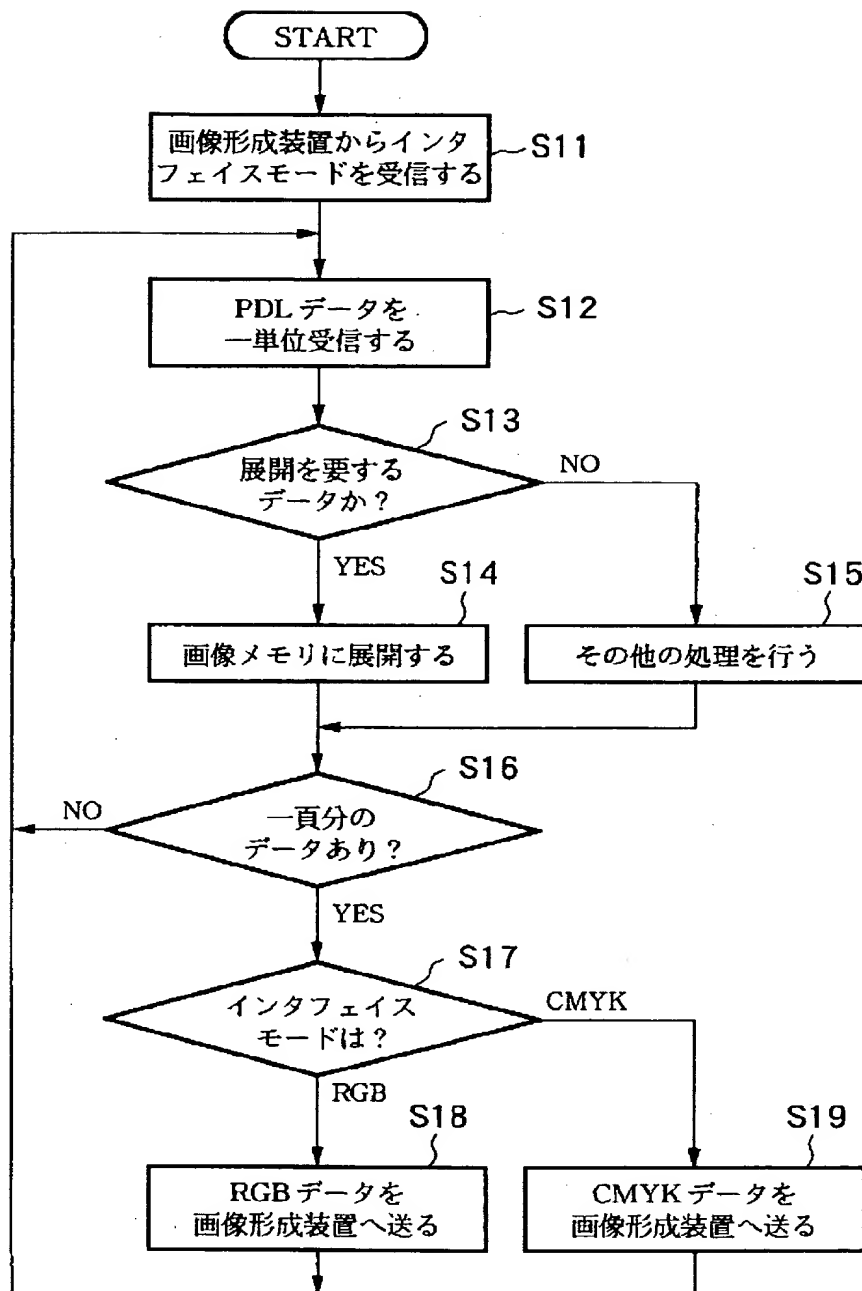 START
画像形成装置からインタ
フェイスモードを受信する
S11
PDLデータを
一単位受信する
S12
S13
展開を要する
データか？
NO
YES
S14
S15
画像メモリに展開する
その他の処理を行う
S16
一頁分の
データあり？
NO
YES
S17
インタフェイス
モードは？
CMYK
RGB
S18
S19
RGBデータを
画像形成装置へ送る
CMYKデータを
画像形成装置へ送る